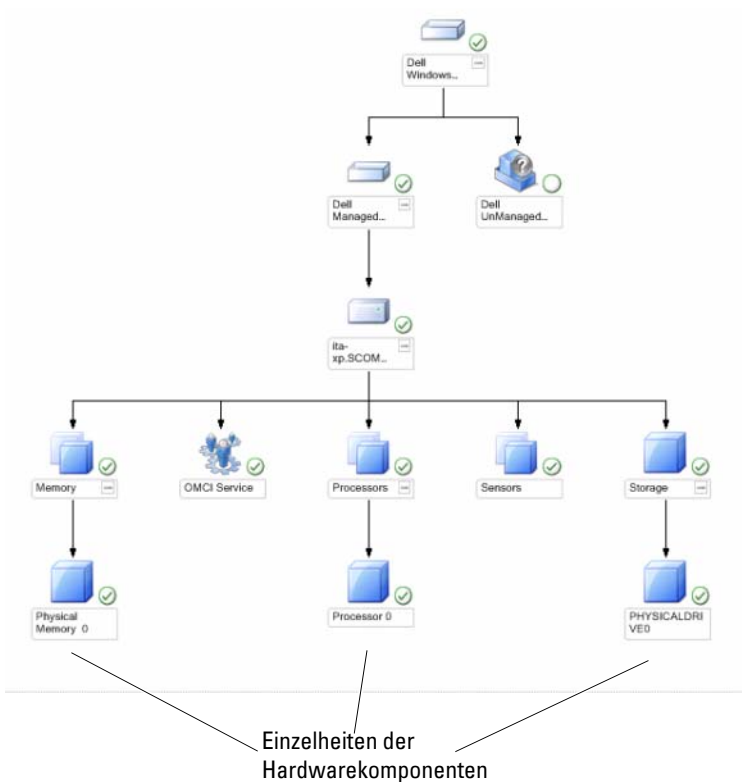 Dell
Windows...
Dell
Managed...
Dell
UnManaged...
ita-
xp.SCOM...
Memory
OMCI Service
Processors
Sensors
Storage
Physical
Memory 0
Processor 0
PHYSICALDRI
VE0
Einzelheiten der
Hardwarekomponenten